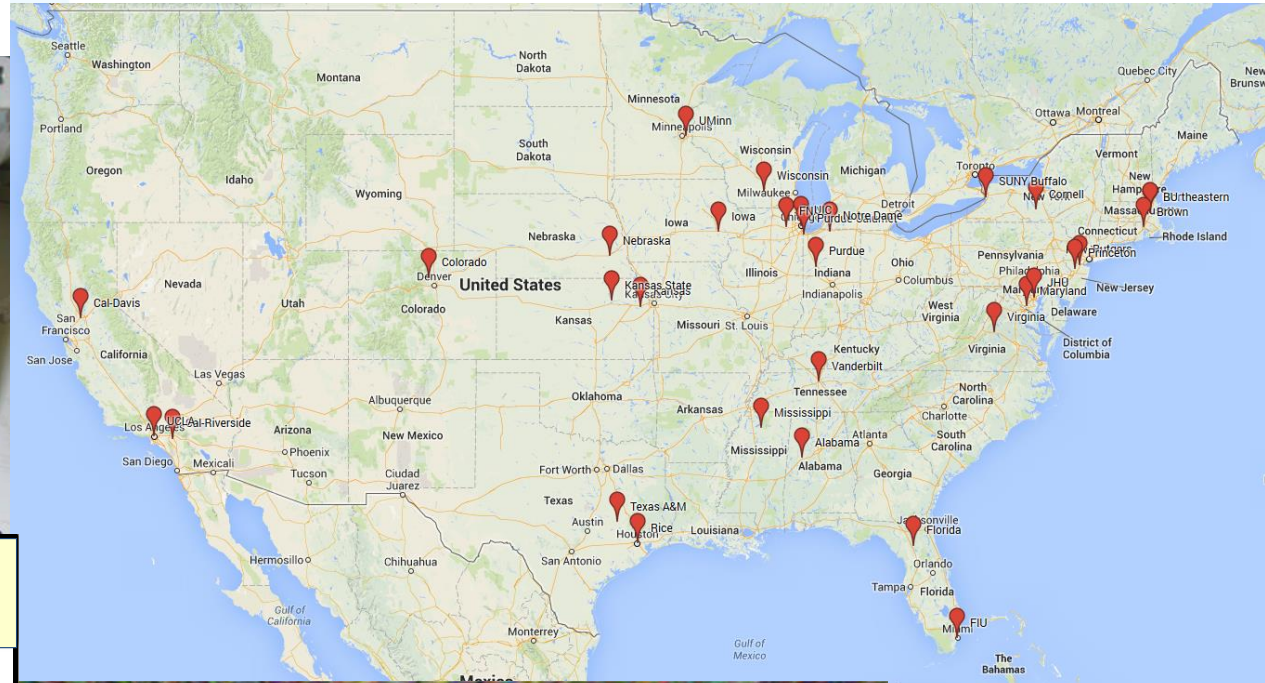 Seattle
Washington
Montana
North
Dakota
Quebec City
New
Brunsw
Portland
Minnesota
UMinn
Minneapolis
Ottawa
Montreal
Maine
Oregon
Idaho
South
Dakota
Wisconsin
Wisconsin
Michigan
Toronto
Vermont
Wyoming
Milwaukee
Detroit
SUNY Buffalo
Cornell
New
Iowa
Iowa
Notre Dame
Brown
Nebraska
Nebraska
Connecticut
Rhode Island
Colorado
Denver
United States
Purdue
Illinois
Indiana
Ohio
Pennsylvania
Princeton
Nevada
Utah
Colorado
Kansas State
Kansas
Indianapolis
Columbus
Philadelphia
JHU
Maryland
New Jersey
Cal-Davis
San
Francisco
San Jose
California
Kansas
Missouri
St. Louis
West
Virginia
Virginia
Delaware
Virginia
District of
Columbia
Las Vegas
Kentucky
Vanderbilt
Tennessee
Albuquerque
Oklahoma
Arkansas
Mississippi
North
Carolina
Charlotte
UCLA
Cal-Riverside
Los Angeles
Arizona
New Mexico
Phoenix
Mississippi
Alabama
Alabama
Atlanta
South
Carolina
San Diego
Mexicali
Tucson
Ciudad
Juarez
Fort Worth
Dallas
Georgia
Texas
Texas A&M
Austin
Rice
Houston
Louisiana
Jacksonville
Florida
San Antonio
Hermosillo
Chihuahua
Orlando
Tampa
Florida
Gulf of
California
Monterrey
FIU
Miami
Gulf of
Mexico
The
Bahamas
Mexico